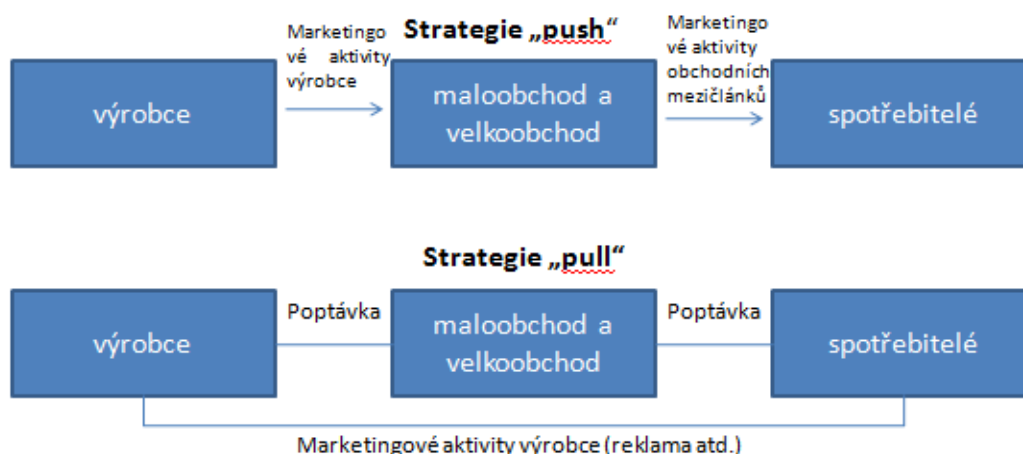 Strategie „push“
výrobce
Marketingo
vé aktivity
výrobce
maloobchod a
velkoobchod
Marketingo
vé aktivity
obchodních
mezičlánků
spotřebitelé
Strategie „pull“
výrobce
Poptávka
maloobchod a
velkoobchod
Poptávka
spotřebitelé
Marketingové aktivity výrobce (reklama atd.)